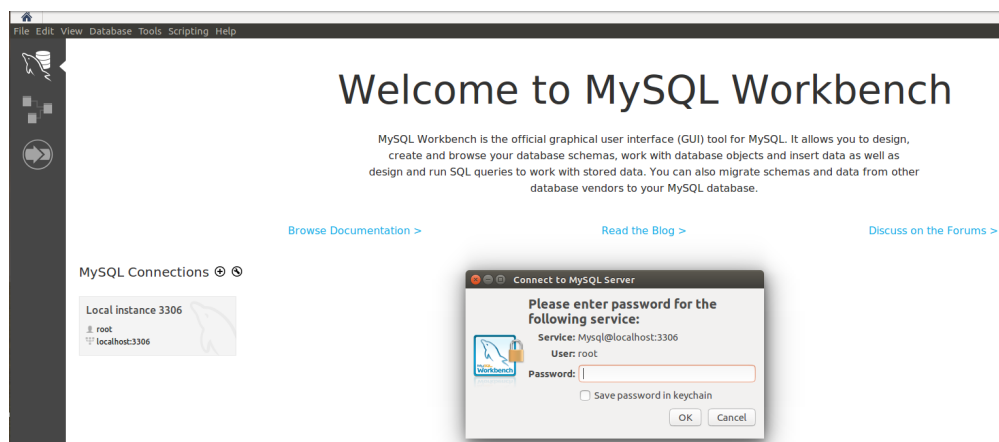 File Edit View Database Tools Scripting Help
Welcome to MySQL Workbench
MySQL Workbench is the official graphical user interface (GUI) tool for MySQL. It allows you to design,
create and browse your database schemas, work with database objects and insert data as well as
design and run SQL queries to work with stored data. You can also migrate schemas and data from other
database vendors to your MySQL database.
Browse Documentation >
Read the Blog >
Discuss on the Forums >
MySQL Connections
Local instance 3306
root
localhost:3306
Connect to MySQL Server
Please enter password for the
following service:
Service: Mysql@localhost:3306
User: root
Password:
Save password in keychain
OK Cancel
MySQL
Workbench